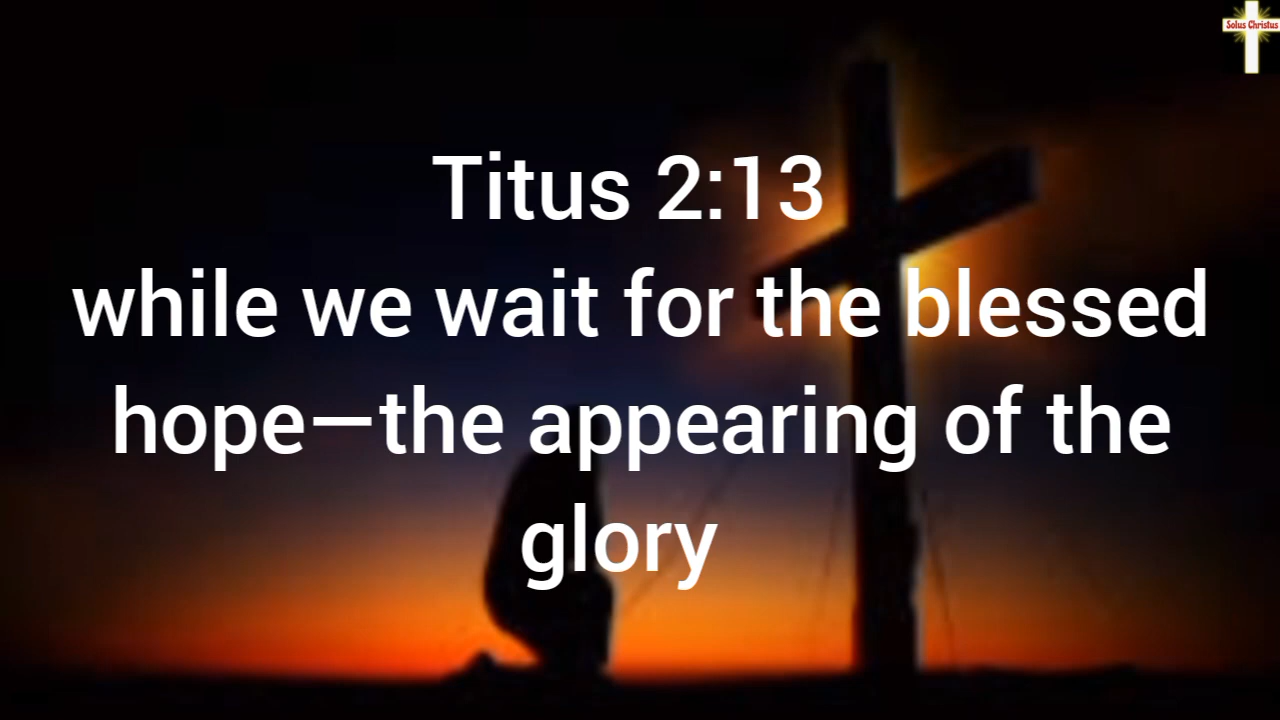 Solus Christus
Titus 2:13
while we wait for the blessed
hope—the appearing of the
glory